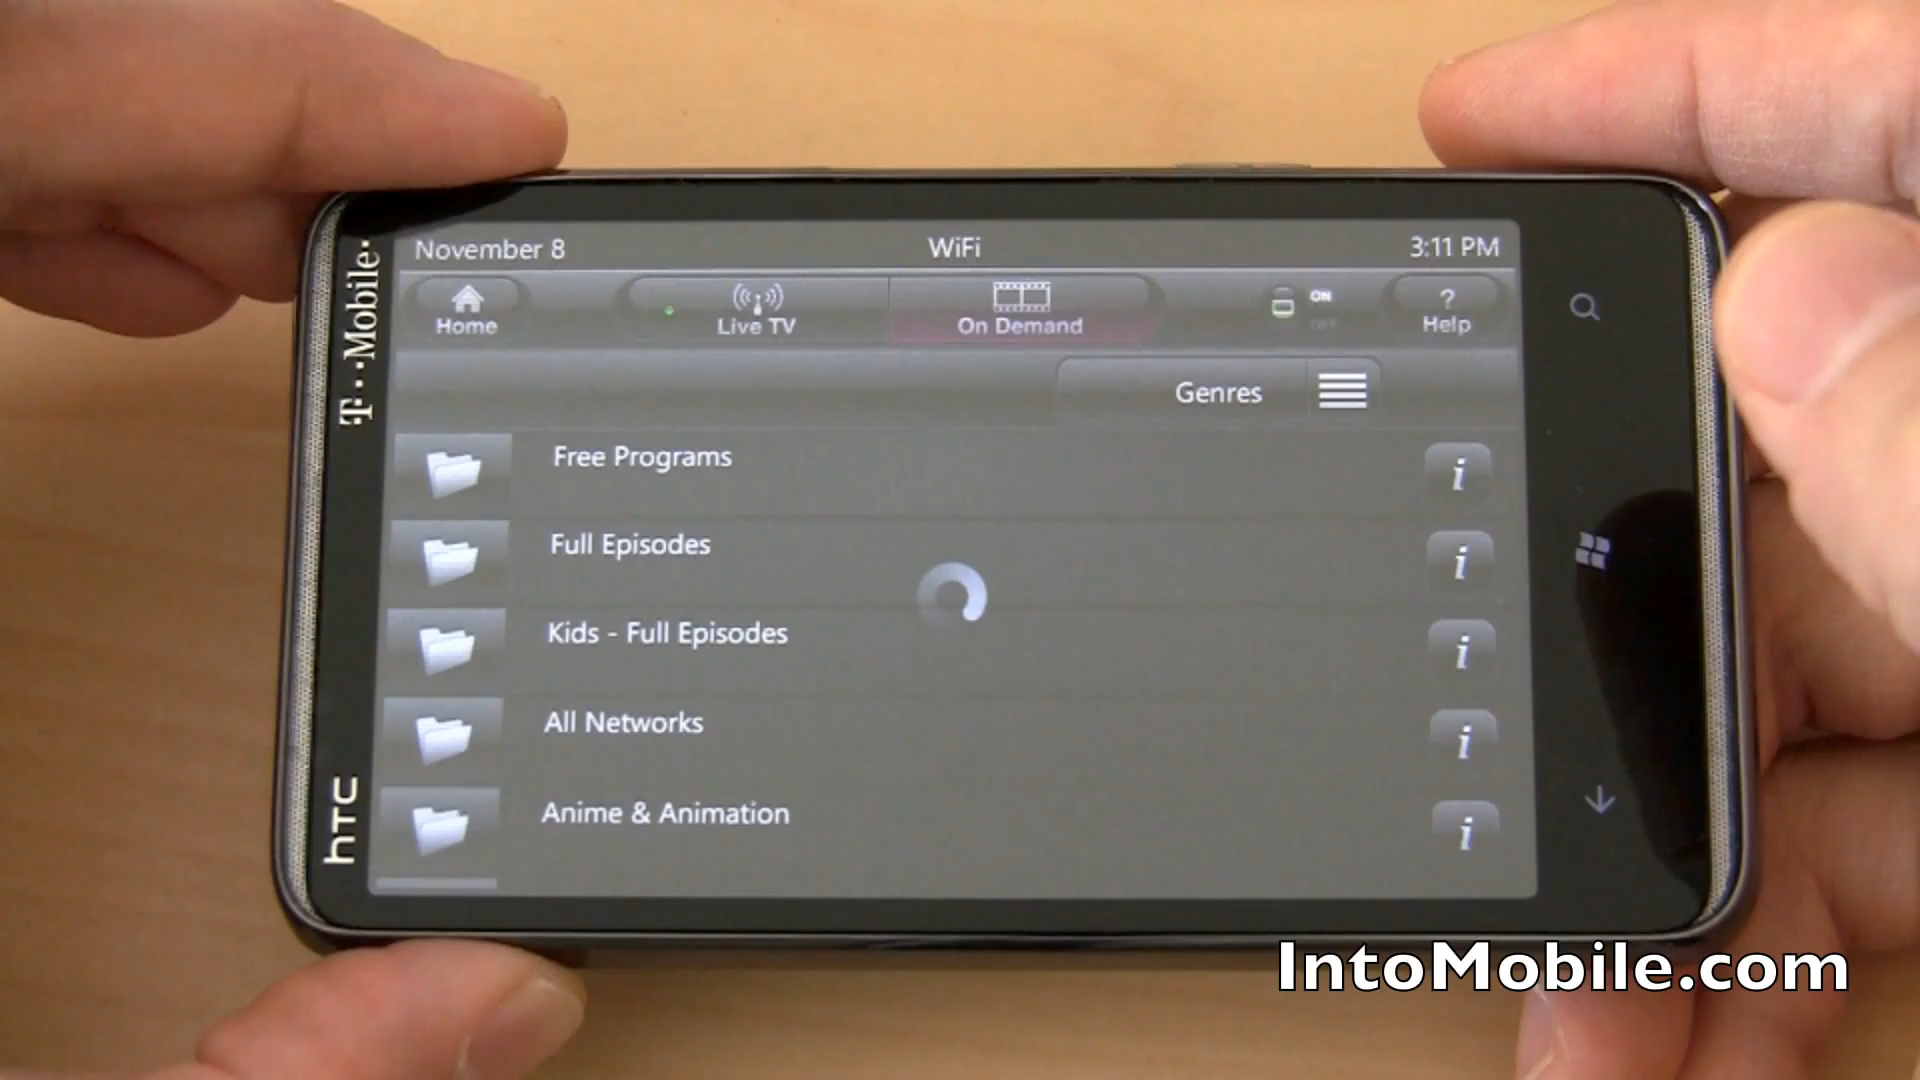 November 8 WiFi 3:11 PM
Home Live TV On Demand ON OFF ? Help
Genres
Free Programs i
Full Episodes i
Kids - Full Episodes i
All Networks i
Anime & Animation i
T··Mobile·
hTC
IntoMobile.com